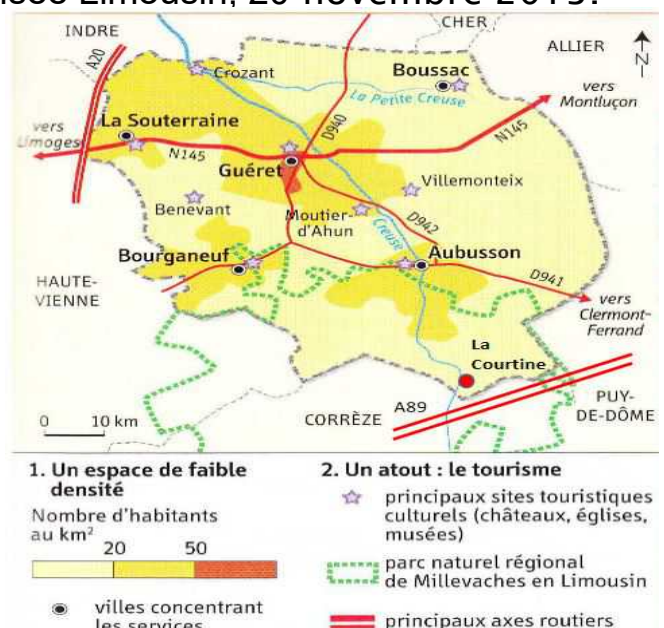 Limousin, 20 novembre 2015.
INDRE
CHER
ALLIER
A20
N
Crozant
Boussac
La Petite Creuse
vers
Montluçon
La Souterraine
D940
vers
Limoges
N145
N145
Guéret
Villemonteix
Benevant
Moutier-
d'Ahun
D942
Creuse
Bourganeuf
Aubusson
HAUTE-
VIENNE
D941
vers
Clermont-
Ferrand
La
Courtine
PUY-
DE-DÔME
CORRÈZE
A89
0 10 km
1. Un espace de faible
densité
Nombre d'habitants
au km²
20 50
villes concentrant
les services
2. Un atout : le tourisme
principaux sites touristiques
culturels (châteaux, églises,
musées)
parc naturel régional
de Millevaches en Limousin
principaux axes routiers